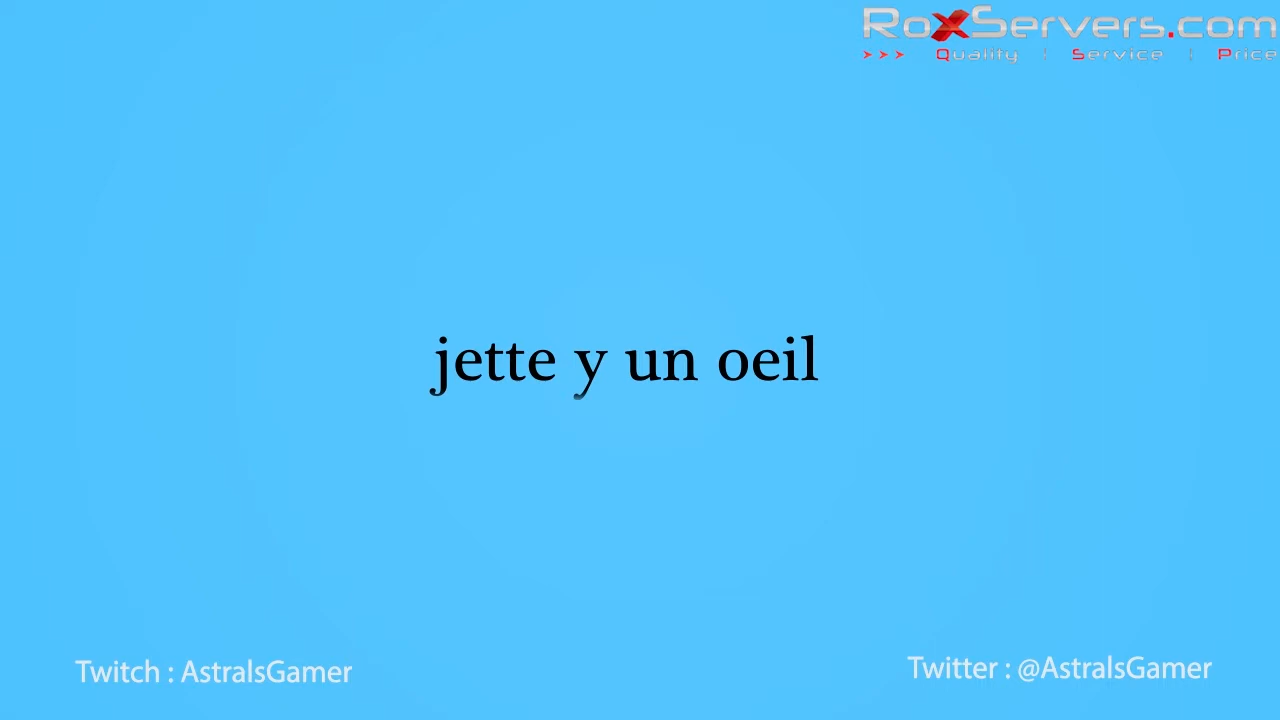 RoxServers.com
>>> Quality | Service | Price
jette y un oeil
Twitch : AstralsGamer
Twitter : @AstralsGamer